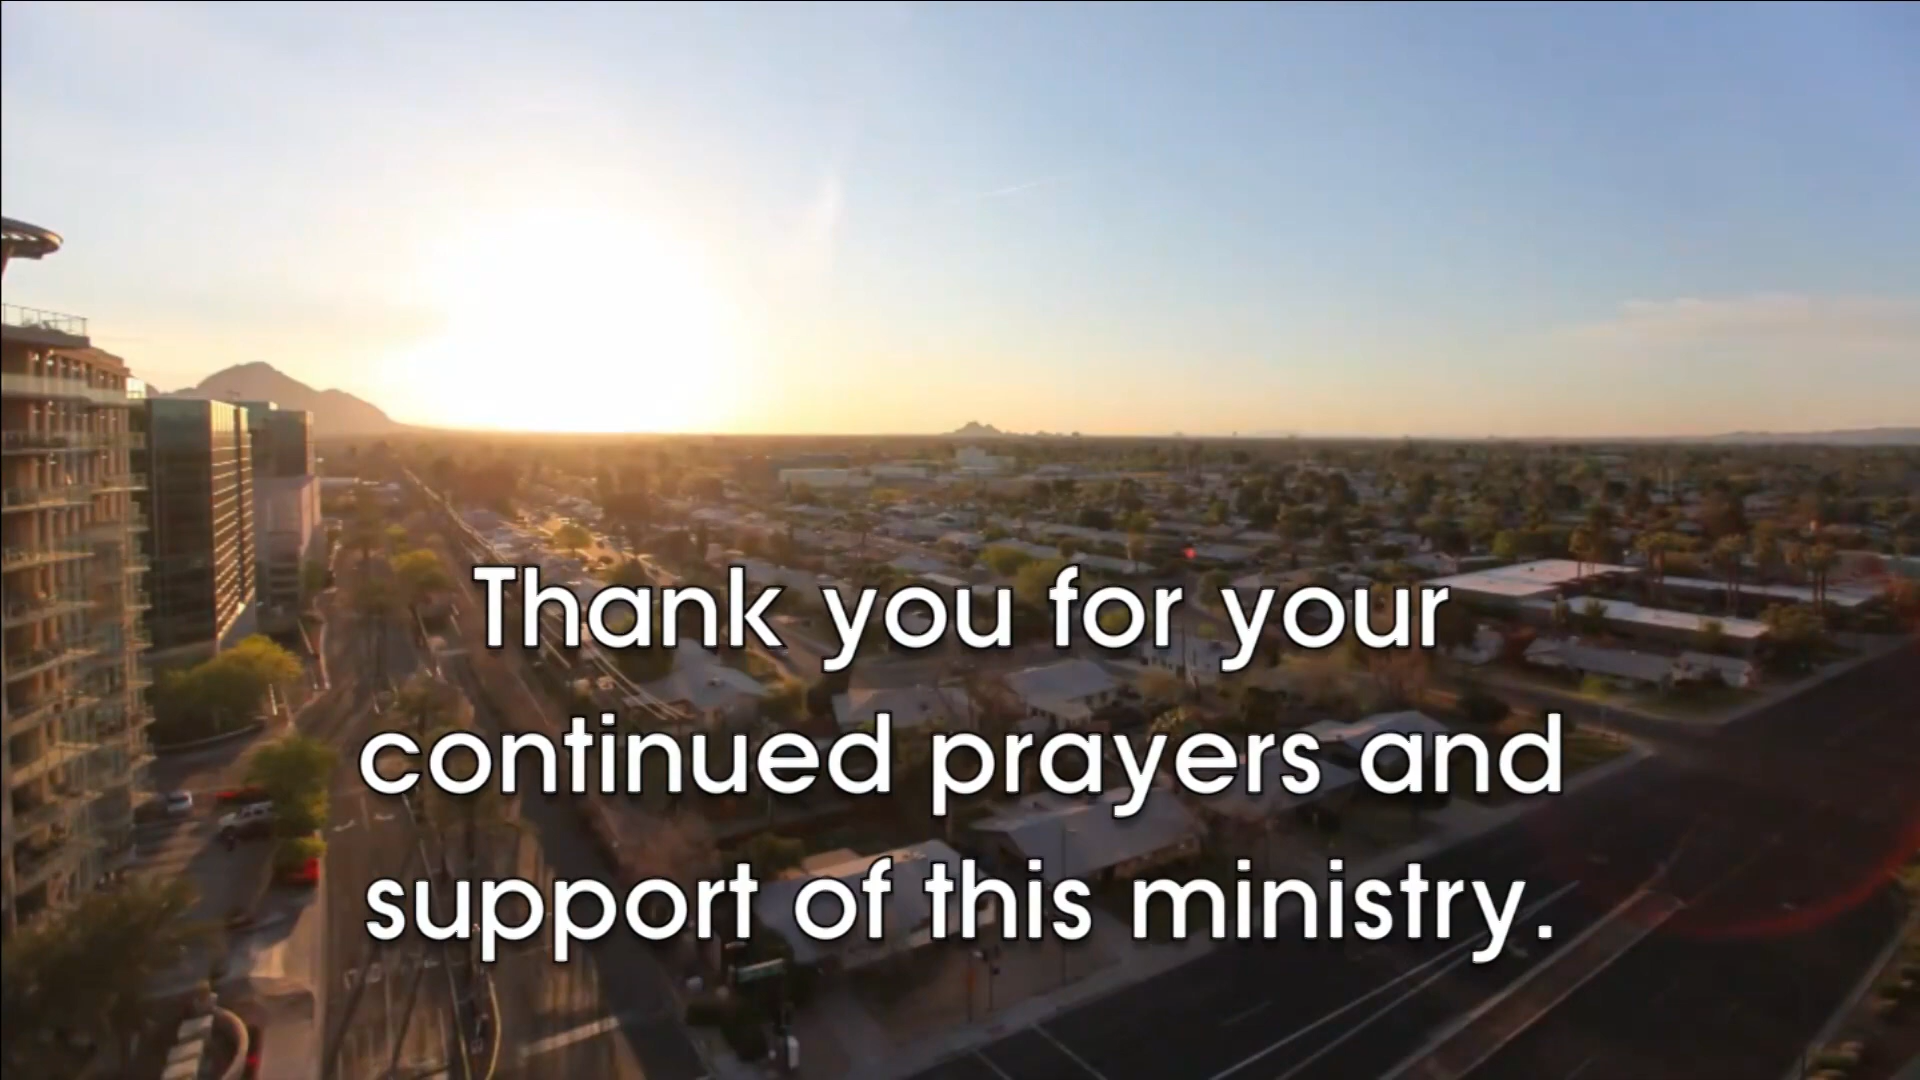 Thank you for your
continued prayers and
support of this ministry.